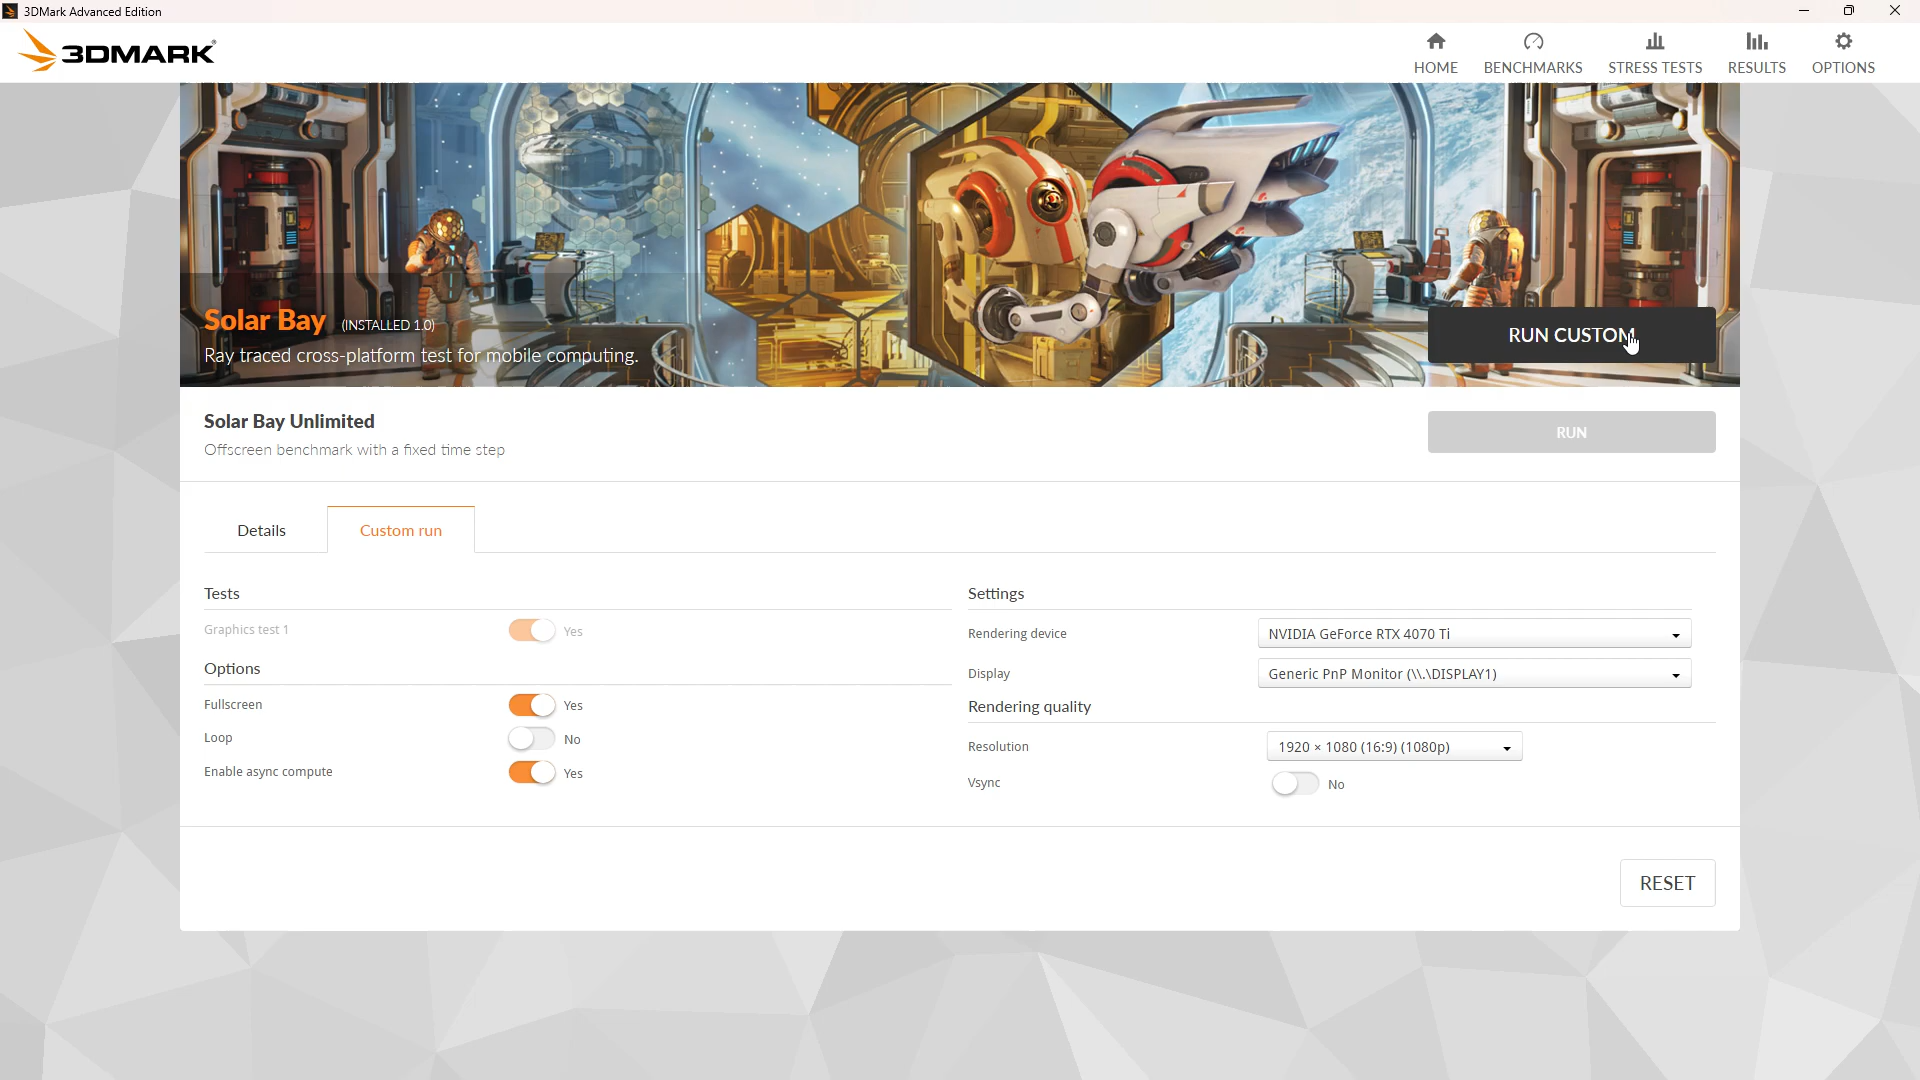 3DMark Advanced Edition
3DMARK
HOME
BENCHMARKS
STRESS TESTS
RESULTS
OPTIONS
Solar Bay (INSTALLED 1.0)
Ray traced cross-platform test for mobile computing.
RUN CUSTOM
Solar Bay Unlimited
Offscreen benchmark with a fixed time step
RUN
Details
Custom run
Tests
Graphics test 1
Yes
Options
Fullscreen
Yes
Loop
No
Enable async compute
Yes
Settings
Rendering device
NVIDIA GeForce RTX 4070 Ti
Display
Generic PnP Monitor (\\.\DISPLAY1)
Rendering quality
Resolution
1920 × 1080 (16:9) (1080p)
Vsync
No
RESET